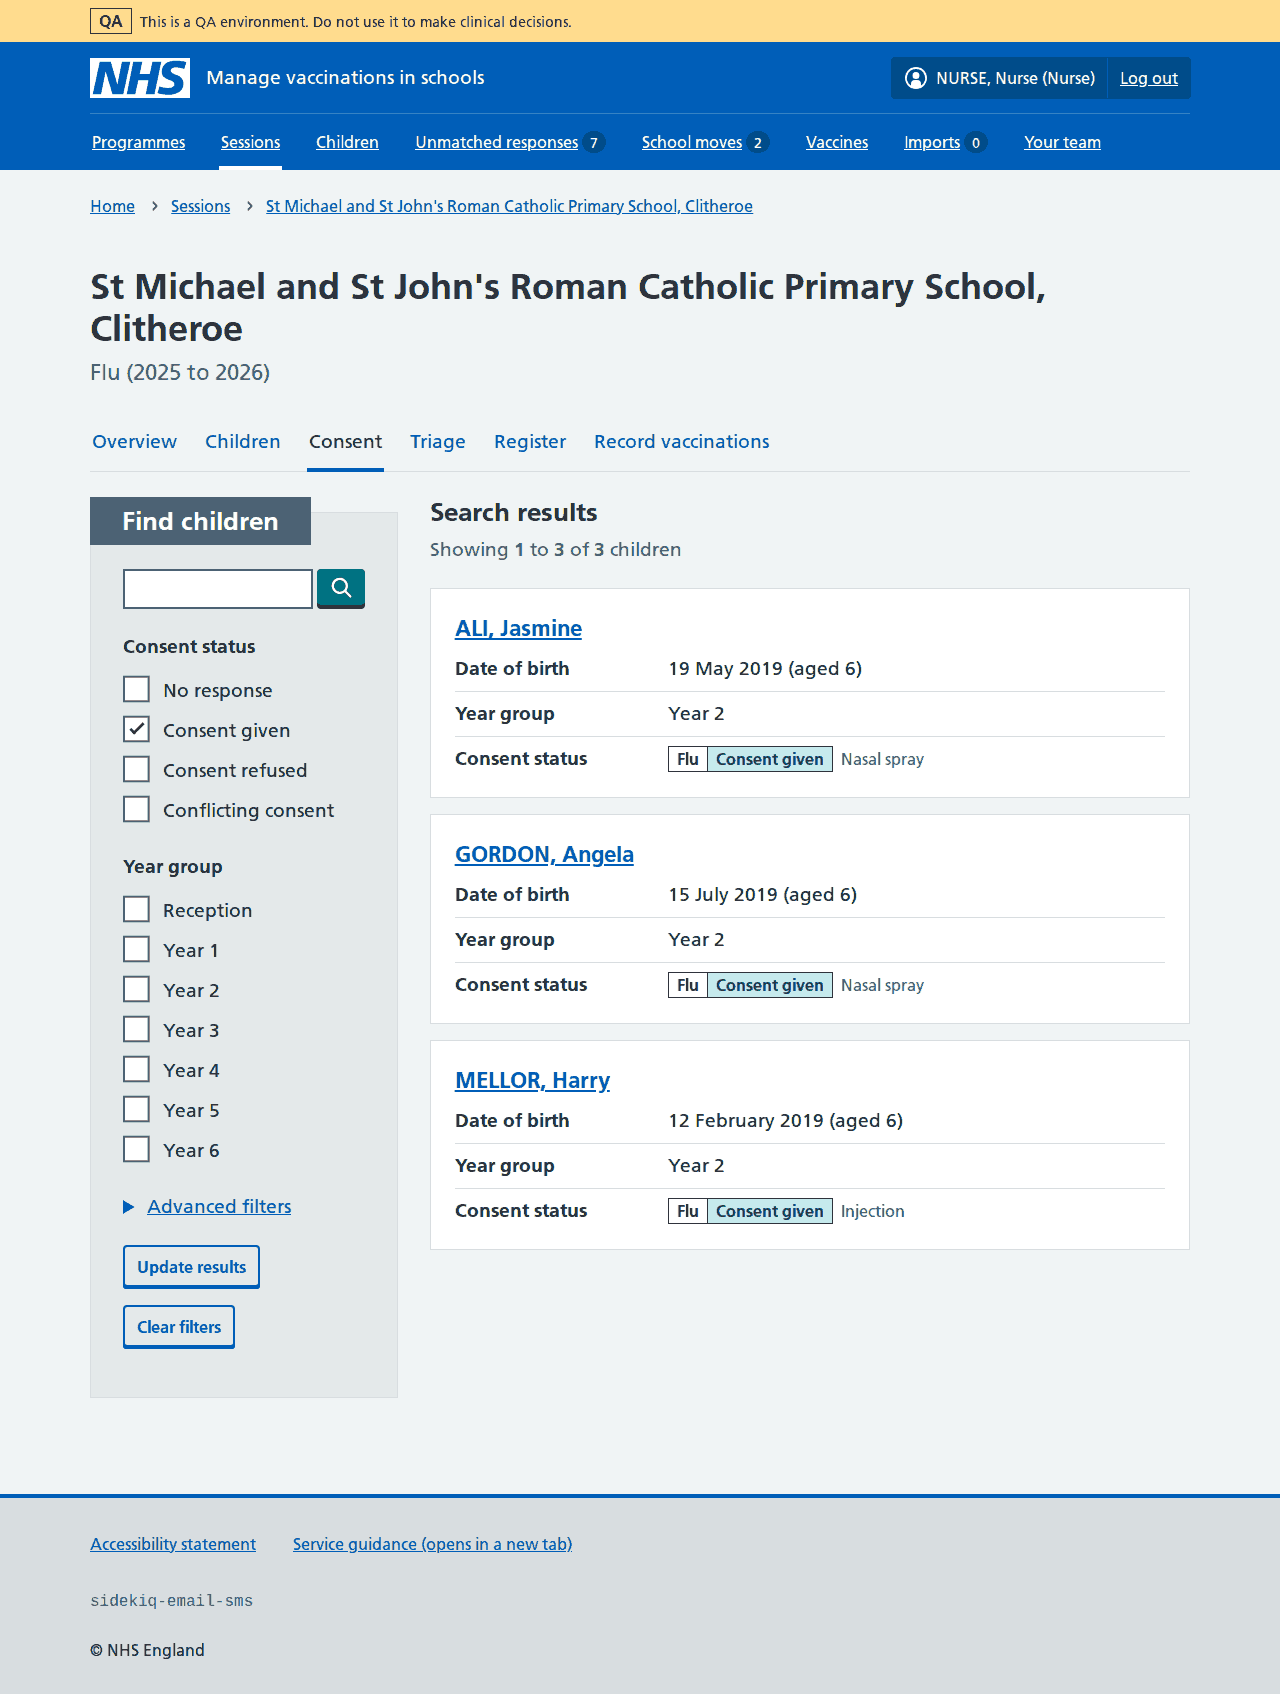 QA This is a QA environment. Do not use it to make clinical decisions.
NHS Manage vaccinations in schools NURSE, Nurse (Nurse) Log out
Programmes Sessions Children Unmatched responses 7 School moves 2 Vaccines Imports 0 Your team
Home Sessions St Michael and St John's Roman Catholic Primary School, Clitheroe
St Michael and St John's Roman Catholic Primary School,
Clitheroe
Flu (2025 to 2026)
Overview Children Consent Triage Register Record vaccinations
Find children
Consent status
No response
Consent given
Consent refused
Conflicting consent
Year group
Reception
Year 1
Year 2
Year 3
Year 4
Year 5
Year 6
Advanced filters
Update results
Clear filters
Search results
Showing 1 to 3 of 3 children
ALI, Jasmine
Date of birth 19 May 2019 (aged 6)
Year group Year 2
Consent status Flu Consent given Nasal spray
GORDON, Angela
Date of birth 15 July 2019 (aged 6)
Year group Year 2
Consent status Flu Consent given Nasal spray
MELLOR, Harry
Date of birth 12 February 2019 (aged 6)
Year group Year 2
Consent status Flu Consent given Injection
Accessibility statement Service guidance (opens in a new tab)
sidekiq-email-sms
© NHS England